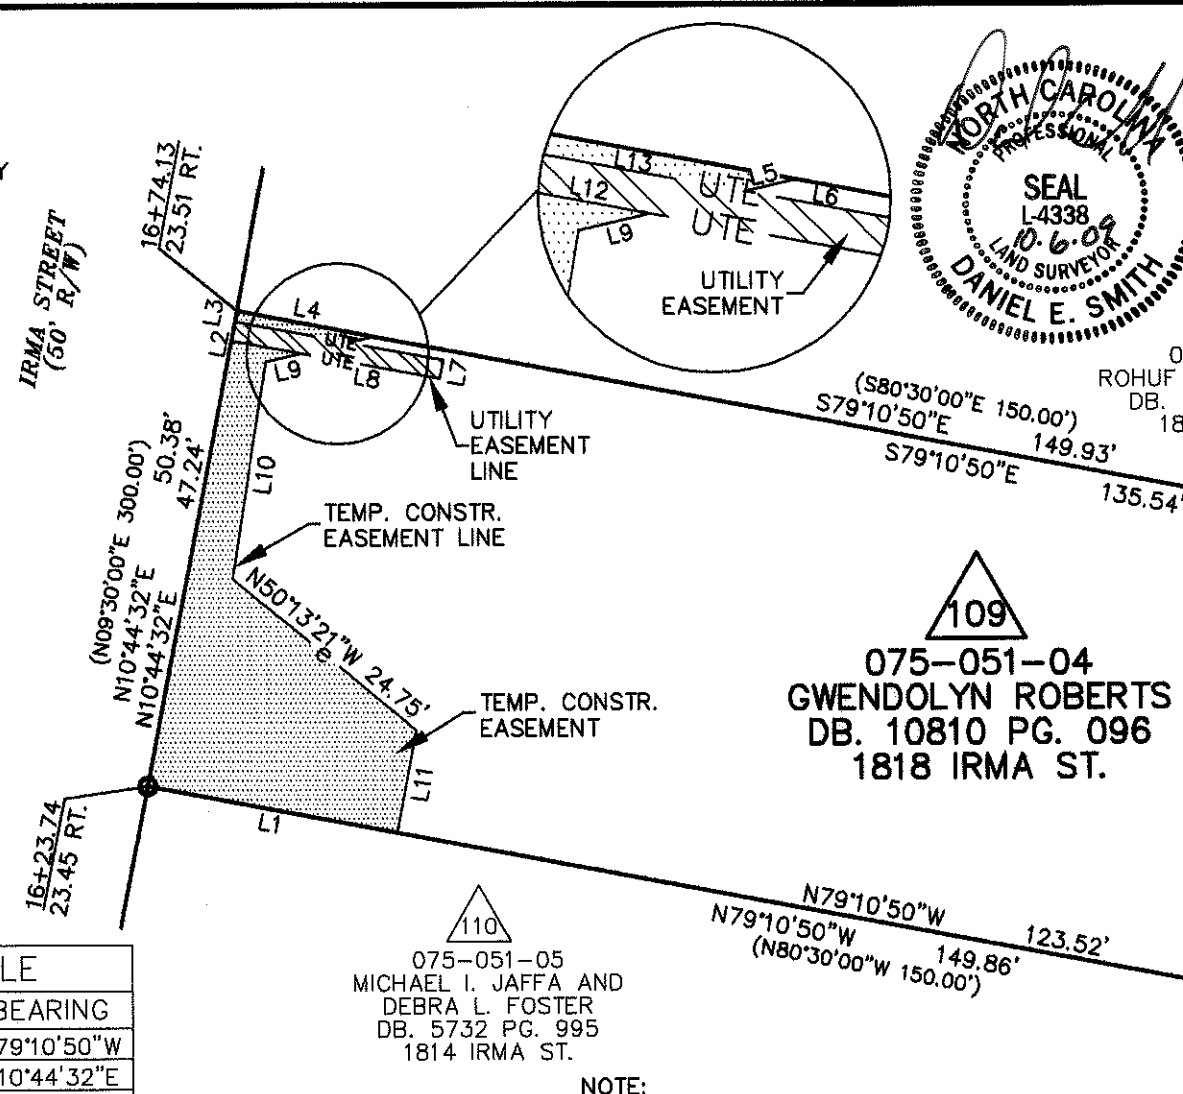 Y
IRMA STREET
(50' R/W)
16+74.13
23.51 RT.
L3
L2
L4
UTE
UTE
L9
L8
L7
L10
L13
L12
L5
UTE
L6
UTE
L9
UTILITY
EASEMENT
NORTH CAROLINA
PROFESSIONAL
SEAL
L-4338
10.6.09
LAND SURVEYOR
DANIEL E. SMITH
ROHUF
DB.
18
UTILITY
EASEMENT
LINE
(S80°30'00"E 150.00')
S79°10'50"E 149.93'
S79°10'50"E 135.54'
TEMP. CONSTR.
EASEMENT LINE
(N09°30'00"E 300.00')
N10°44'32"E 50.38'
N10°44'32"E 47.24'
N50°13'21"W 24.75'
e
TEMP. CONSTR.
EASEMENT
L11
L1
16+23.74
23.45 RT.
109
075-051-04
GWENDOLYN ROBERTS
DB. 10810 PG. 096
1818 IRMA ST.
N79°10'50"W 123.52'
N79°10'50"W 149.86'
(N80°30'00"W 150.00')
110
075-051-05
MICHAEL I. JAFFA AND
DEBRA L. FOSTER
DB. 5732 PG. 995
1814 IRMA ST.
LE
BEARING
79°10'50"W
10°44'32"E
NOTE: